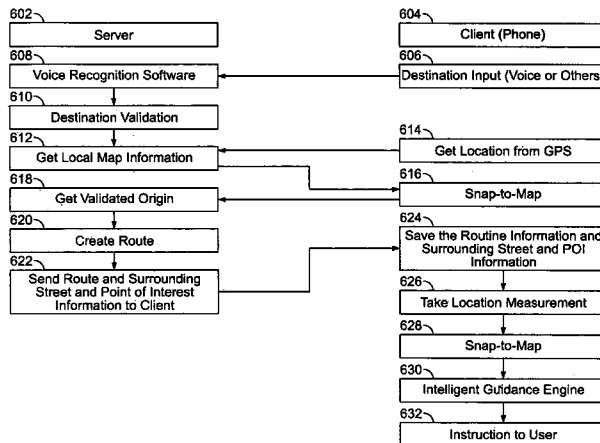 602
Server
604
Client (Phone)
606
Destination Input (Voice or Others
608
Voice Recognition Software
610
Destination Validation
612
Get Local Map Information
614
Get Location from GPS
616
Snap-to-Map
618
Get Validated Origin
620
Create Route
622
Send Route and Surrounding
Street and Point of Interest
Information to Client
624
Save the Routine Information and
Surrounding Street and POI
Information
626
Take Location Measurement
628
Snap-to-Map
630
Intelligent Guidance Engine
632
Instruction to User